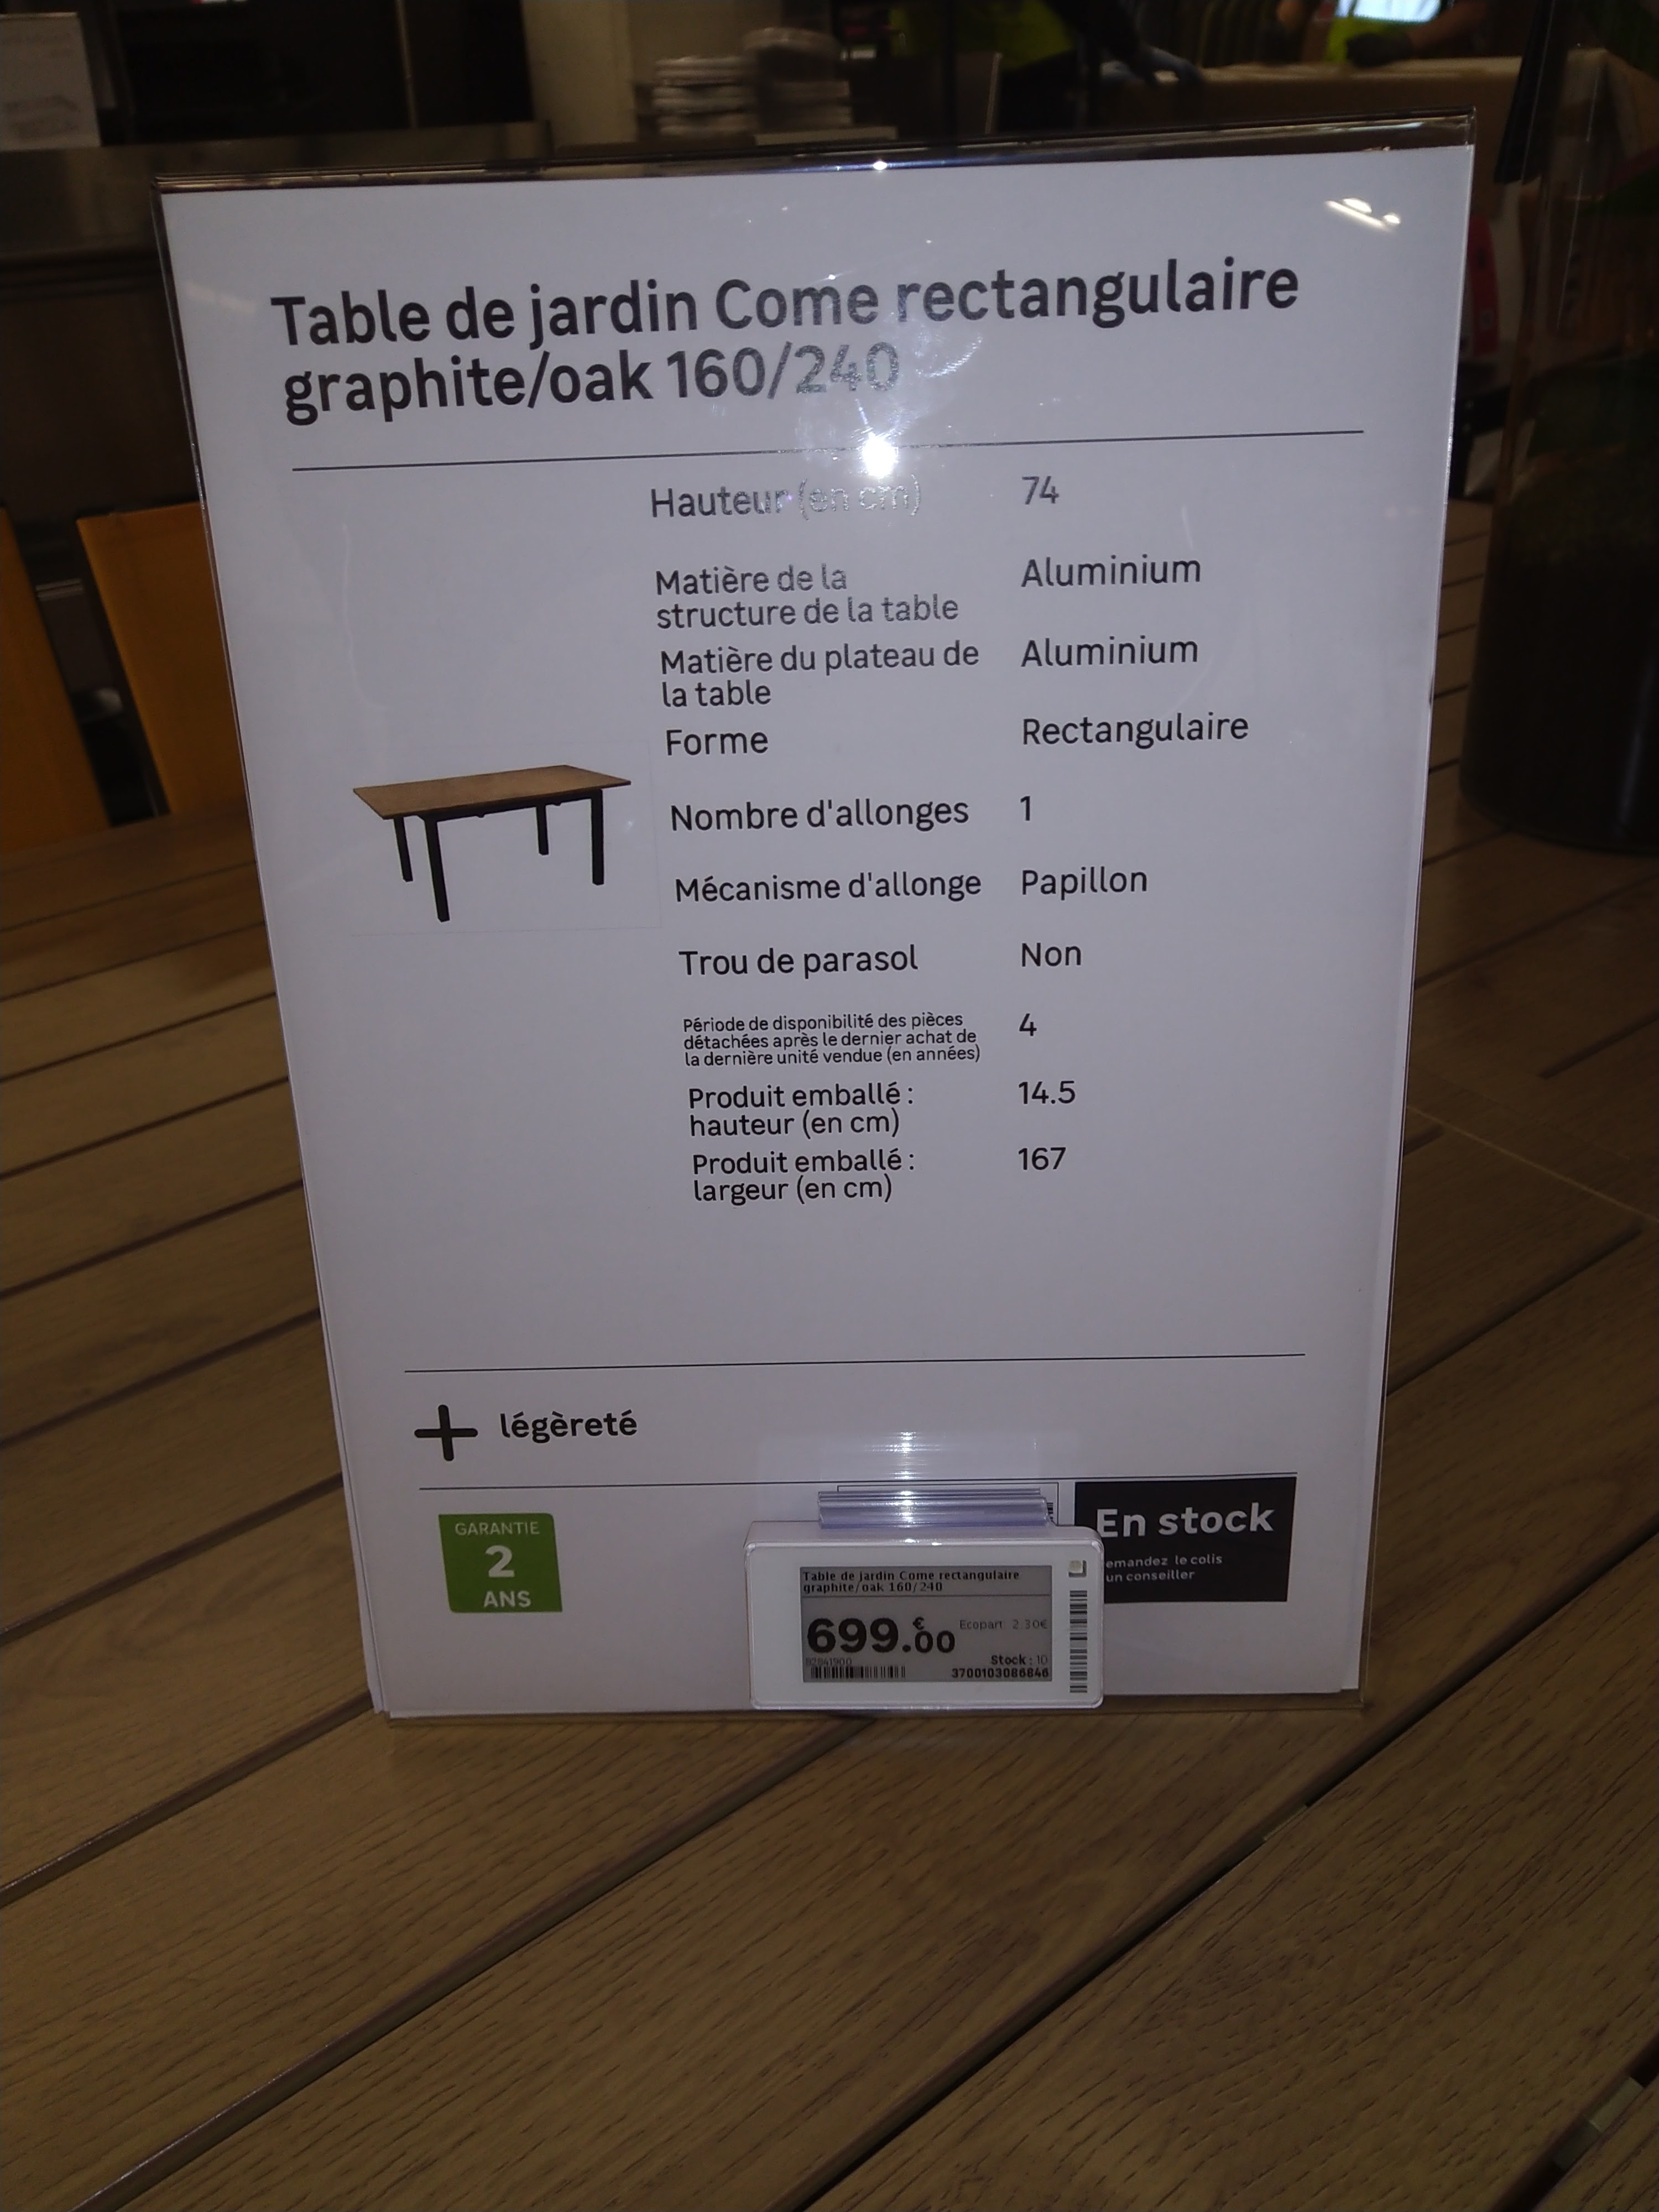 Table de jardin Come rectangulaire
graphite/oak 160/240
Hauteur (en cm) 74
Matière de la
structure de la table Aluminium
Matière du plateau de
la table Aluminium
Forme Rectangulaire
Nombre d'allonges 1
Mécanisme d'allonge Papillon
Trou de parasol Non
Période de disponibilité des pièces
détachées après le dernier achat de
la dernière unité vendue (en années) 4
Produit emballé :
hauteur (en cm) 14.5
Produit emballé :
largeur (en cm) 167
+ légèreté
GARANTIE
2
ANS
En stock
emandez le colis
un conseiller
Table de jardin Come rectangulaire
graphite/oak 160/240
699.00 €
Ecopart: 2.30€
Stock : 10
3700103086846